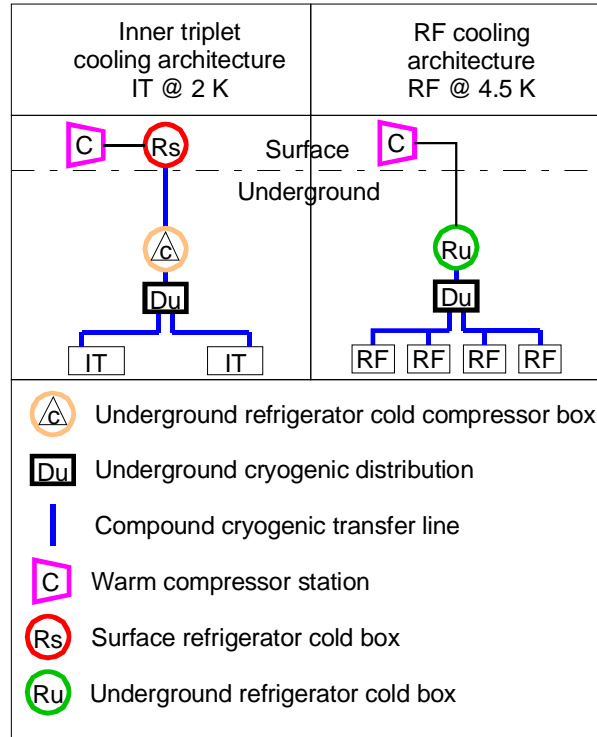 Inner triplet
cooling architecture
IT @ 2 K
RF cooling
architecture
RF @ 4.5 K
C
Rs
Surface
C
Underground
c
Ru
Du
Du
IT
IT
RF
RF
RF
RF
c
Underground refrigerator cold compressor box
Du
Underground cryogenic distribution
Compound cryogenic transfer line
C
Warm compressor station
Rs
Surface refrigerator cold box
Ru
Underground refrigerator cold box